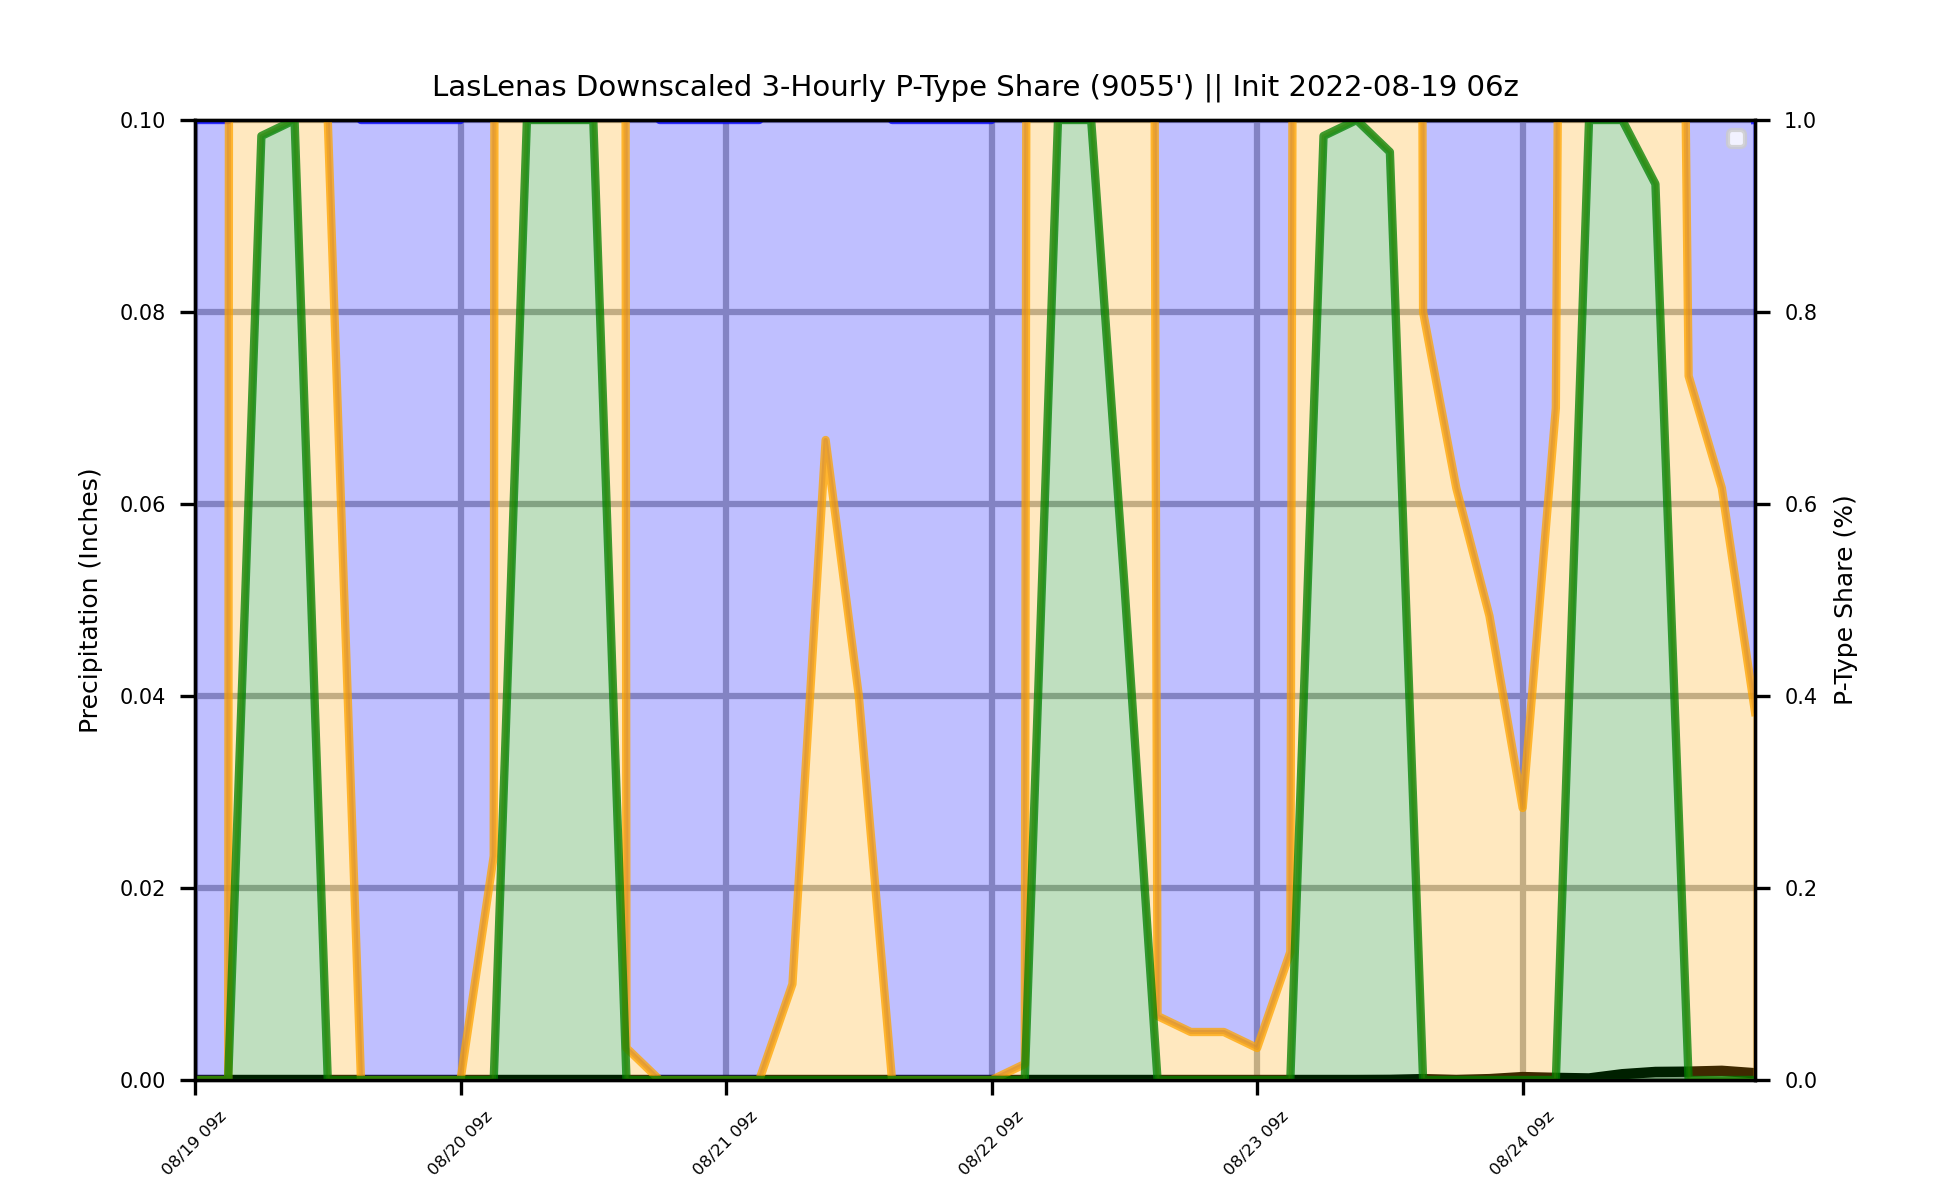 LasLenas Downscaled 3-Hourly P-Type Share (9055') || Init 2022-08-19 06z
0.10
0.08
0.06
0.04
0.02
0.00
Precipitation (Inches)
1.0
0.8
0.6
0.4
0.2
0.0
P-Type Share (%)
08/19 09z
08/20 09z
08/21 09z
08/22 09z
08/23 09z
08/24 09z